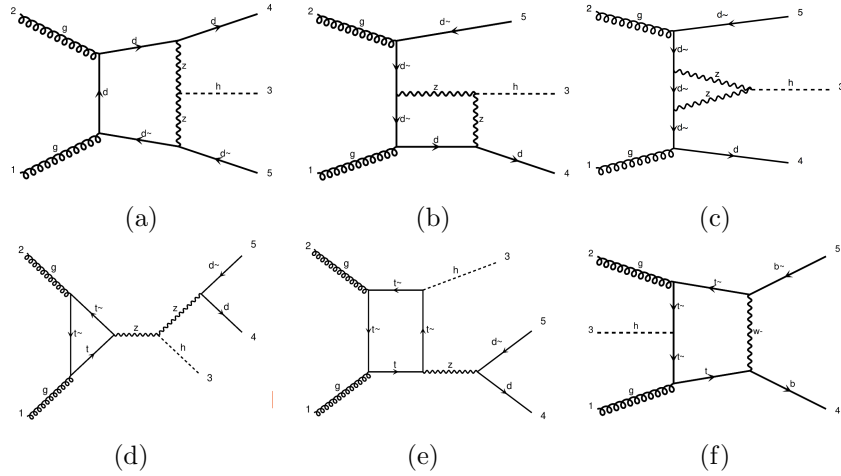 2 g d d 4
d z h 3
z
1 g d~ d~ 5
2 g d~ 5
d~ z h 3
d~ z
1 g d d 4
2 g d~ 5
d~ z
d~ h 3
z
d~
1 g d 4
(a) (b) (c)
2 g t~ z d~ 5
t~ z d 4
t h 3
1 g
2 g t~ h 3
t~ t~
t z d~ 5
1 g d 4
2 g t~ b~ 5
t~
3 h w-
t~
1 g t b 4
(d) (e) (f)